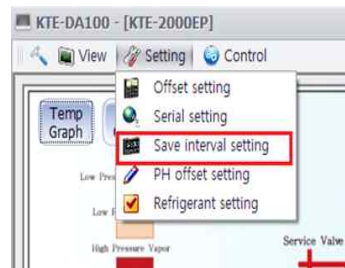 KTE-DA100 - [KTE-2000EP]
View Setting Control
Offset setting
Serial setting
Save interval setting
PH offset setting
Refrigerant setting
Temp
Graph
Low Pres
Low P
High Pressure Vapor
Service Valve